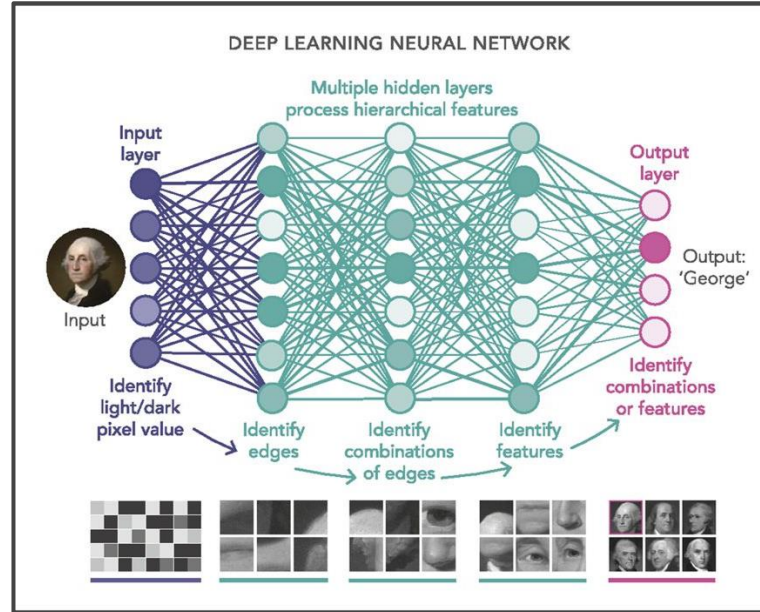 DEEP LEARNING NEURAL NETWORK
Multiple hidden layers
process hierarchical features
Input
layer
Output
layer
Input
Output:
‘George‘
Identify
light/dark
pixel value
Identify
edges
Identify
combinations
of edges
Identify
features
Identify
combinations
or features